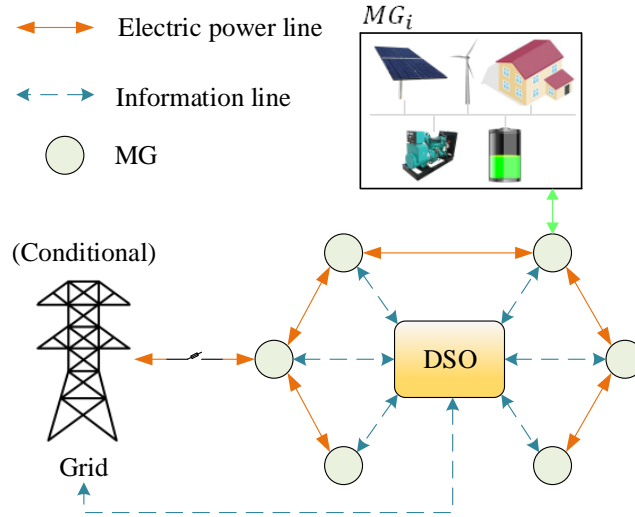 Electric power line
Information line
MG
MG_i
(Conditional)
DSO
Grid